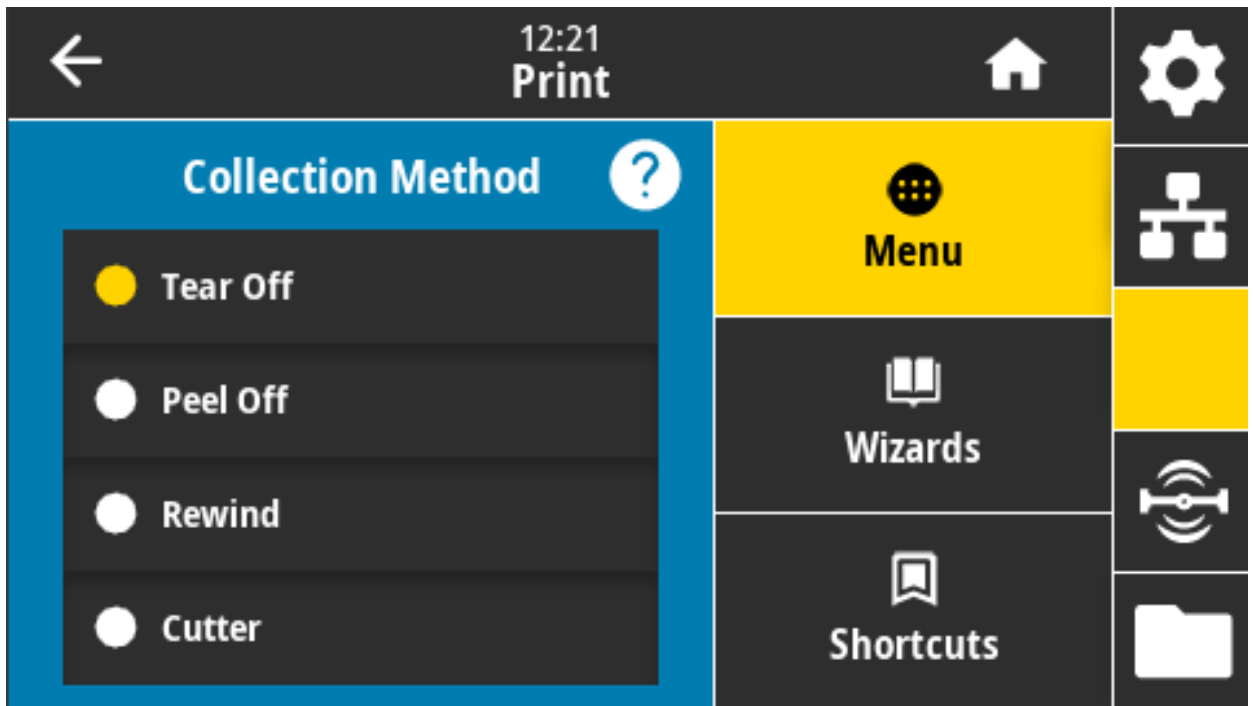 12:21
Print
Collection Method
?
Tear Off
Peel Off
Rewind
Cutter
Menu
Wizards
Shortcuts